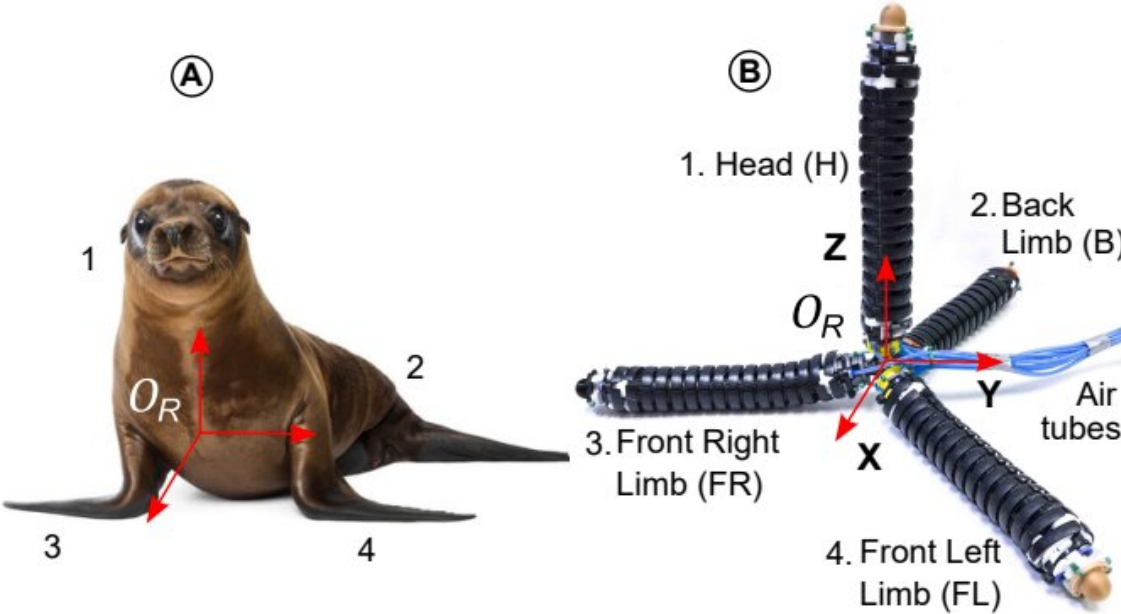 A
1
2
O_R
3
4
B
1. Head (H)
2. Back
Limb (B)
Z
O_R
Y
X
Air
tubes
3. Front Right
Limb (FR)
4. Front Left
Limb (FL)